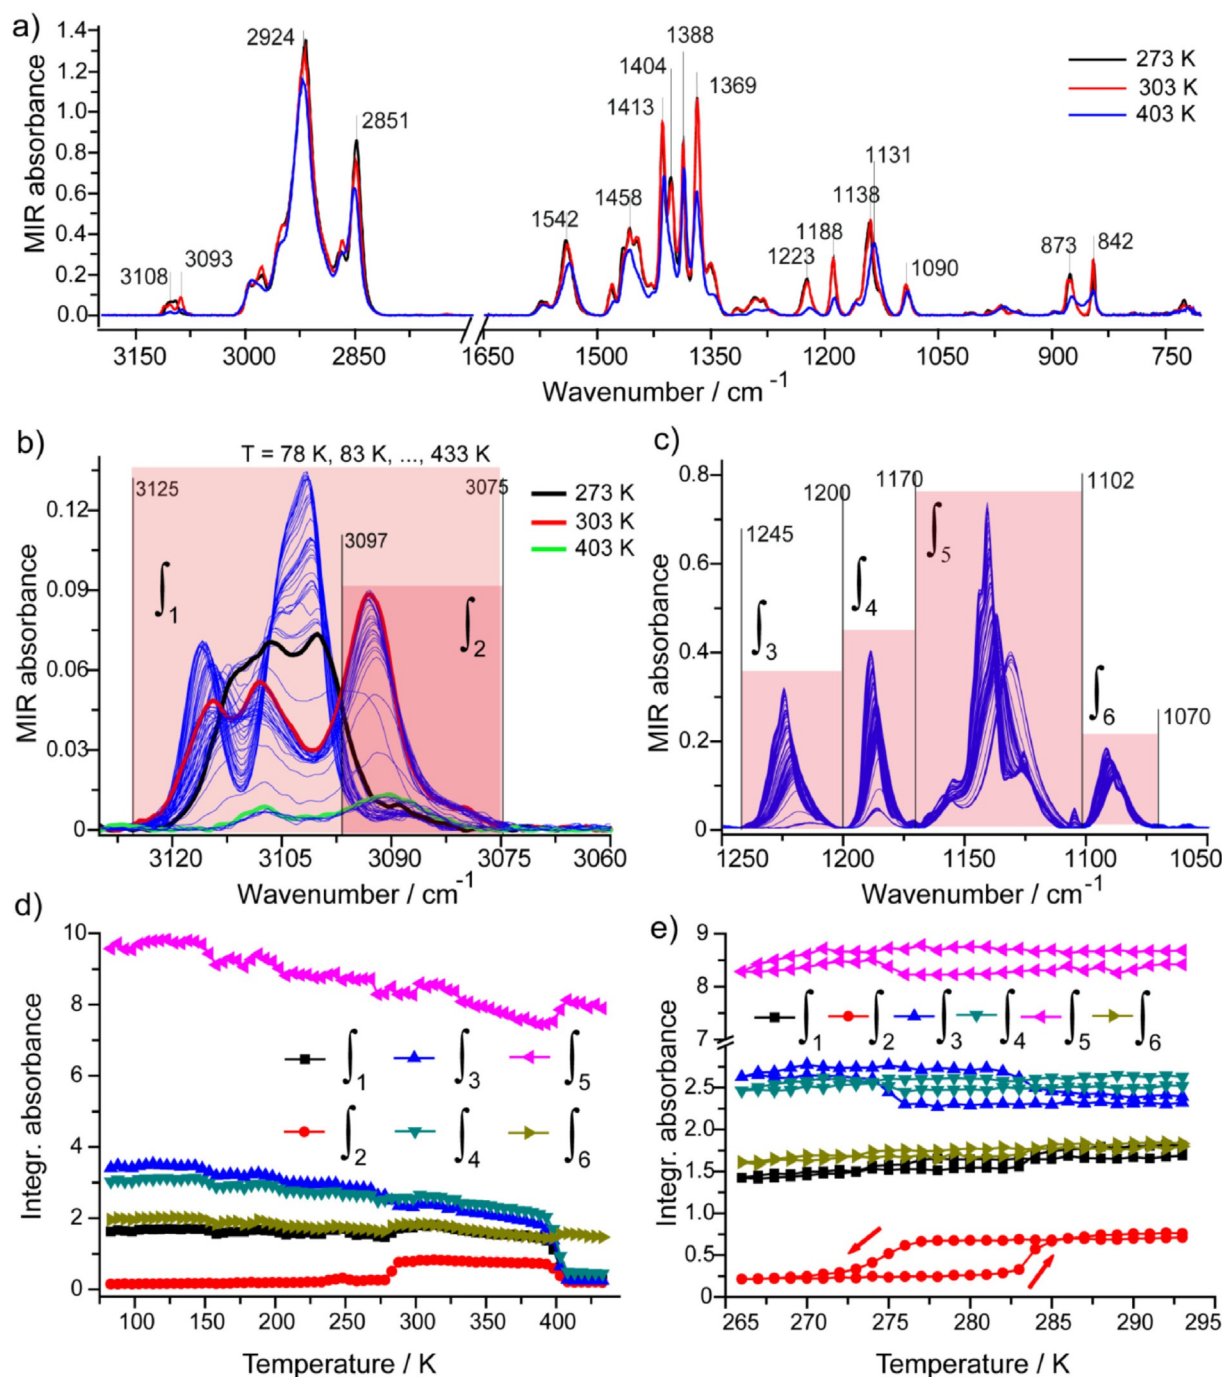 a)
MIR absorbance
1.4
1.2
1.0
0.8
0.6
0.4
0.2
0.0
2924
2851
3108
3093
1542
1458
1413
1404
1388
1369
1223
1188
1138
1131
1090
873
842
273 K
303 K
403 K
3150 3000 2850 1650 1500 1350 1200 1050 900 750
Wavenumber / cm⁻¹
b)
T = 78 K, 83 K, ..., 433 K
MIR absorbance
0.12
0.09
0.06
0.03
0
3125
3075
3097
∫1
∫2
273 K
303 K
403 K
3120 3105 3090 3075 3060
Wavenumber / cm⁻¹
c)
MIR absorbance
0.8
0.6
0.4
0.2
0
1245
1200
1170
1102
1070
∫3
∫4
∫5
∫6
1250 1200 1150 1100 1050
Wavenumber / cm⁻¹
d)
Integr. absorbance
10
8
6
4
2
0
∫1 ∫3 ∫5
∫2 ∫4 ∫6
100 150 200 250 300 350 400
Temperature / K
e)
Integr. absorbance
9
8
7
2.5
2.0
1.5
1.0
0.5
0
∫1 ∫2 ∫3 ∫4 ∫5 ∫6
265 270 275 280 285 290 295
Temperature / K